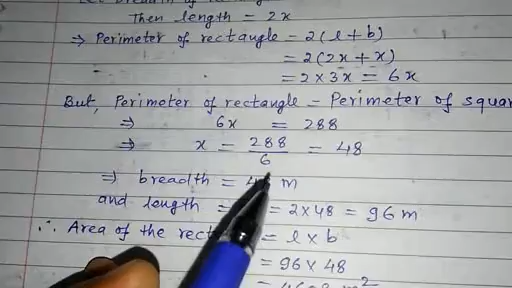 Then length = 2x
⇒ Perimeter of rectangle = 2(l+b)
= 2(2x + x)
= 2 × 3x = 6x
But, Perimeter of rectangle = Perimeter of squar
⇒ 6x = 288
⇒ x = 288/6 = 48
⇒ breadth = m
and length = = 2×48 = 96 m
∴ Area of the = l × b
= 96 × 48